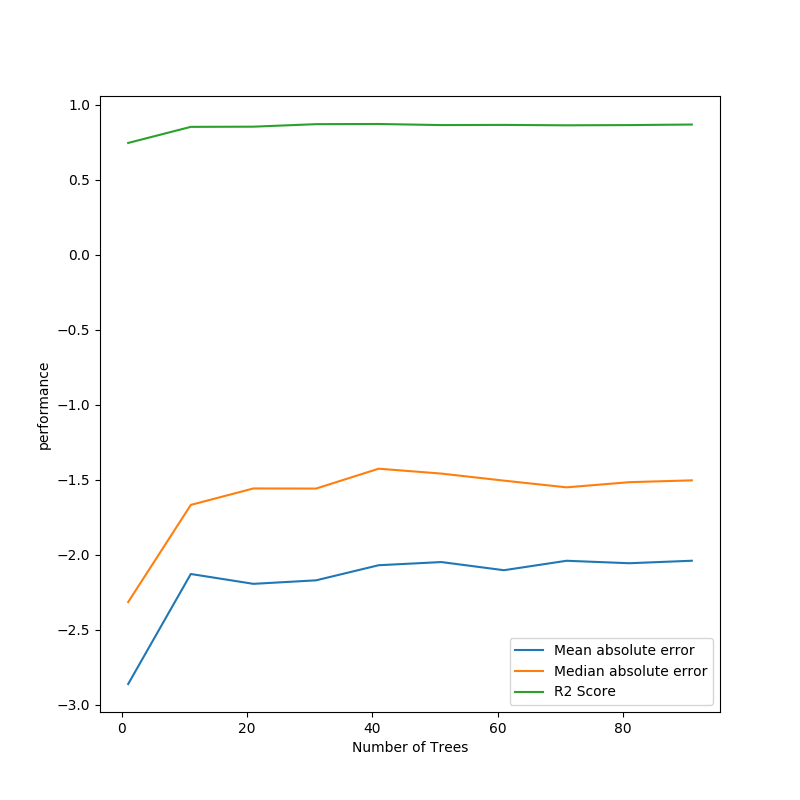 1.0
0.5
0.0
−0.5
−1.0
−1.5
−2.0
−2.5
−3.0
performance
0 20 40 60 80
Number of Trees
Mean absolute error
Median absolute error
R2 Score